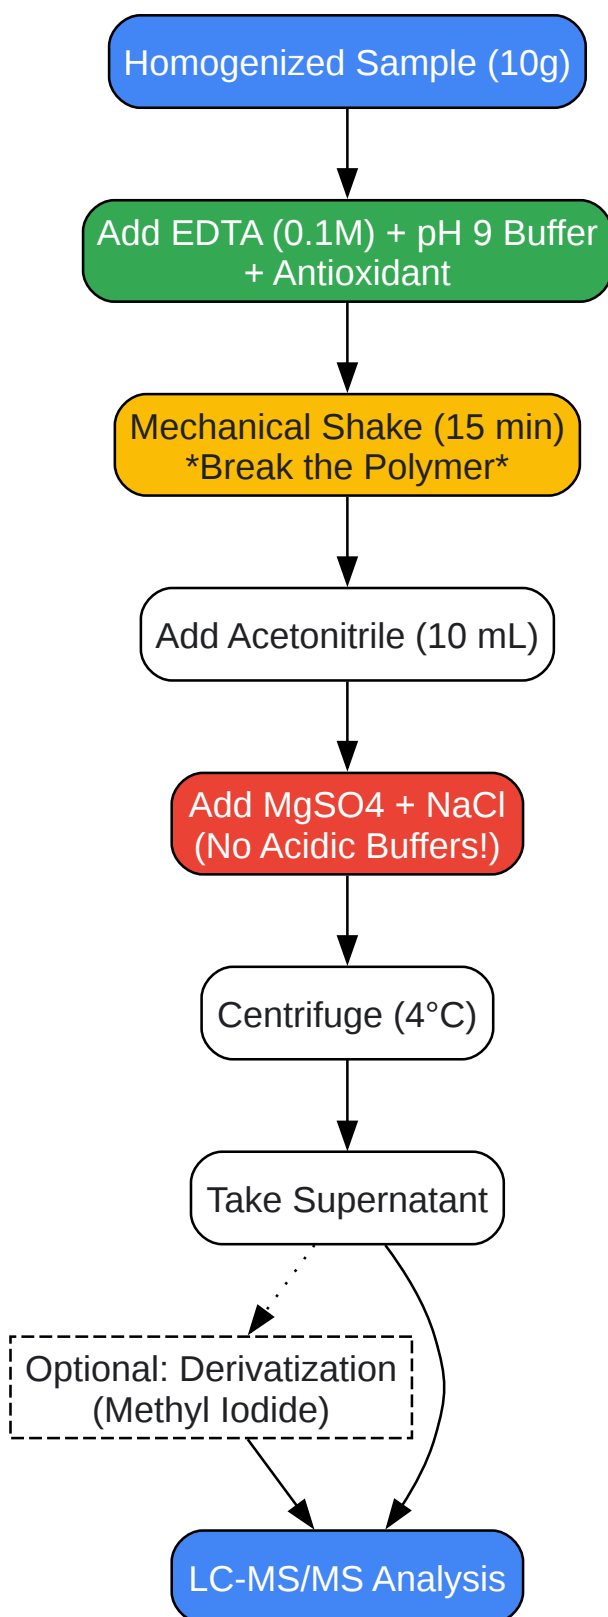 Homogenized Sample (10g)
Add EDTA (0.1M) + pH 9 Buffer
+ Antioxidant
Mechanical Shake (15 min)
*Break the Polymer*
Add Acetonitrile (10 mL)
Add MgSO4 + NaCl
(No Acidic Buffers!)
Centrifuge (4°C)
Take Supernatant
Optional: Derivatization
(Methyl Iodide)
LC-MS/MS Analysis